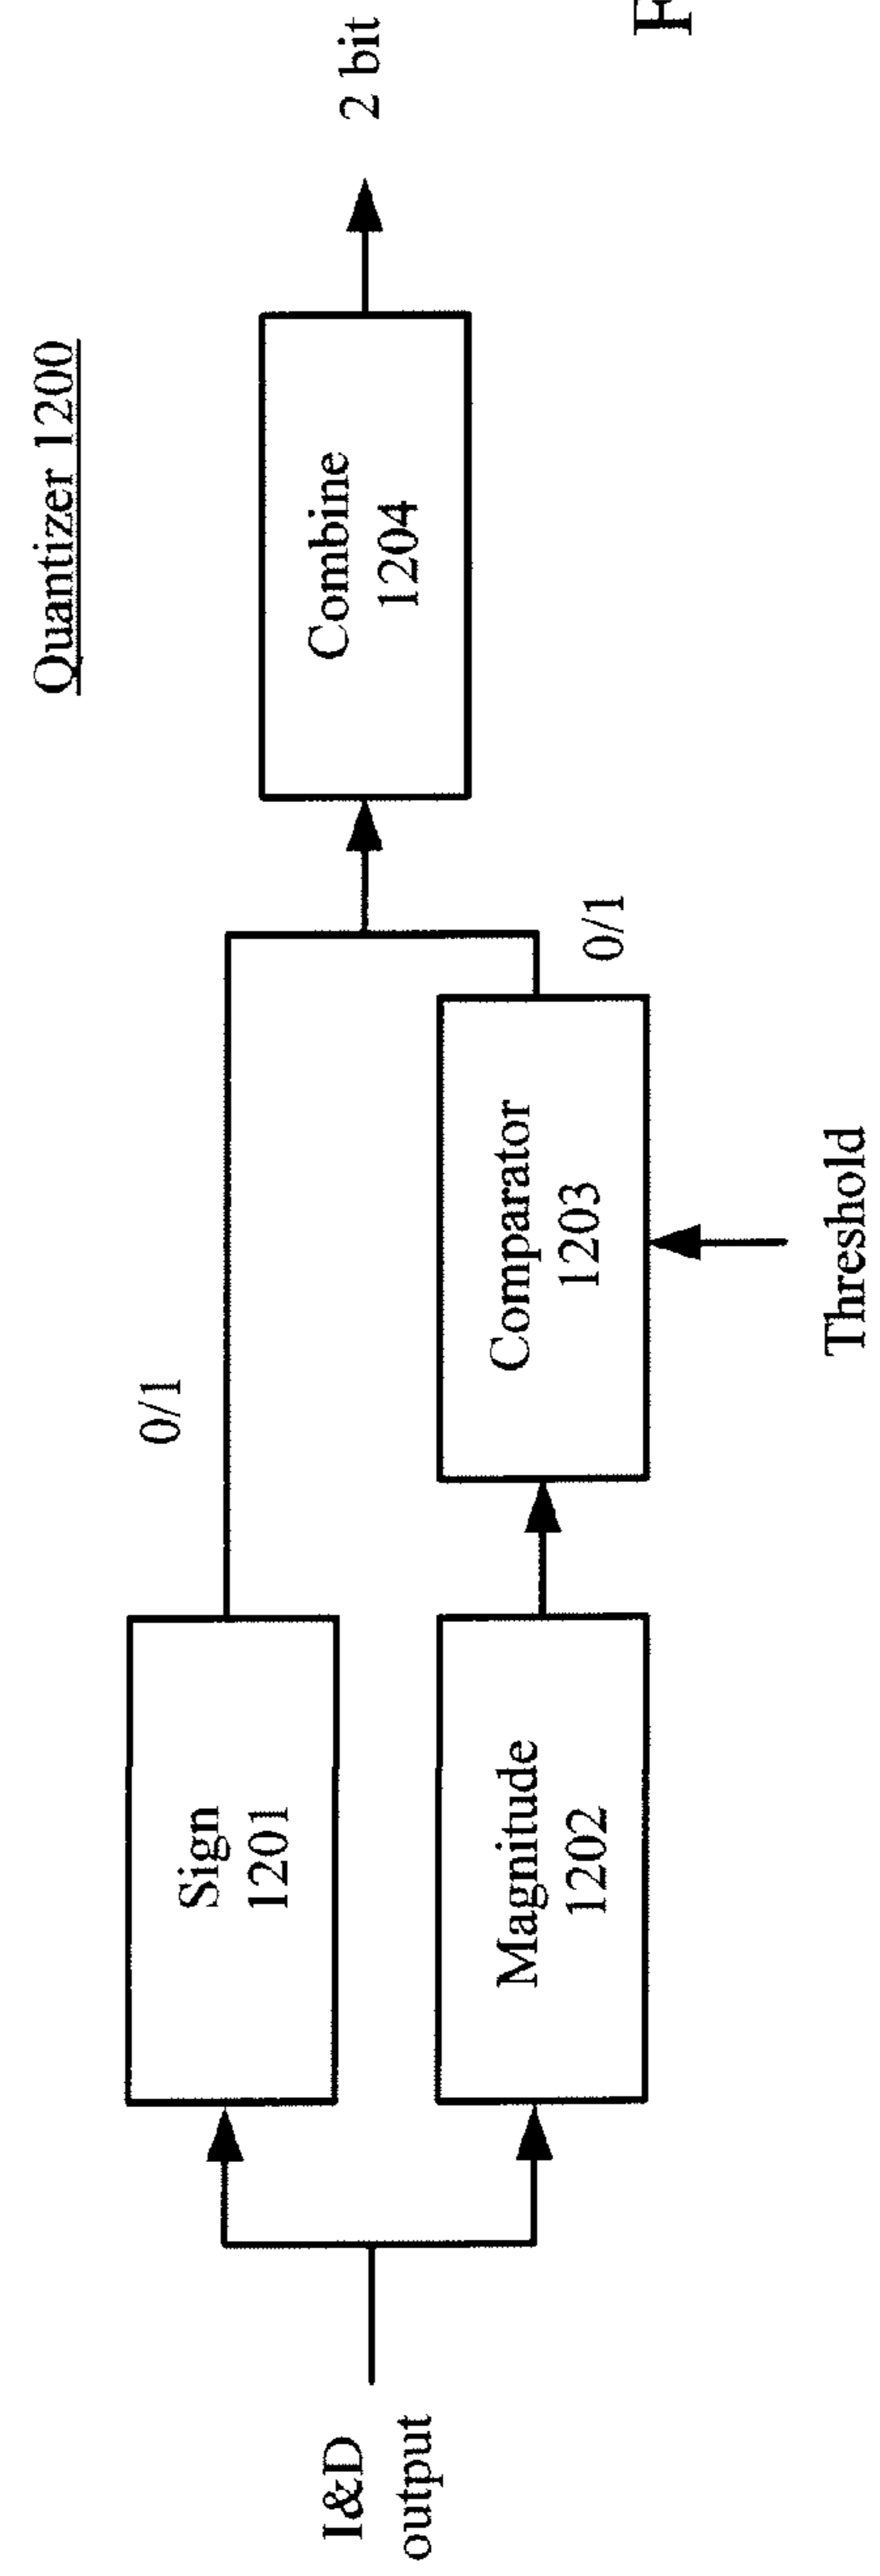 Quantizer 1200
I&D
output
Sign
1201
0/1
Magnitude
1202
Comparator
1203
0/1
Threshold
Combine
1204
2 bit
F